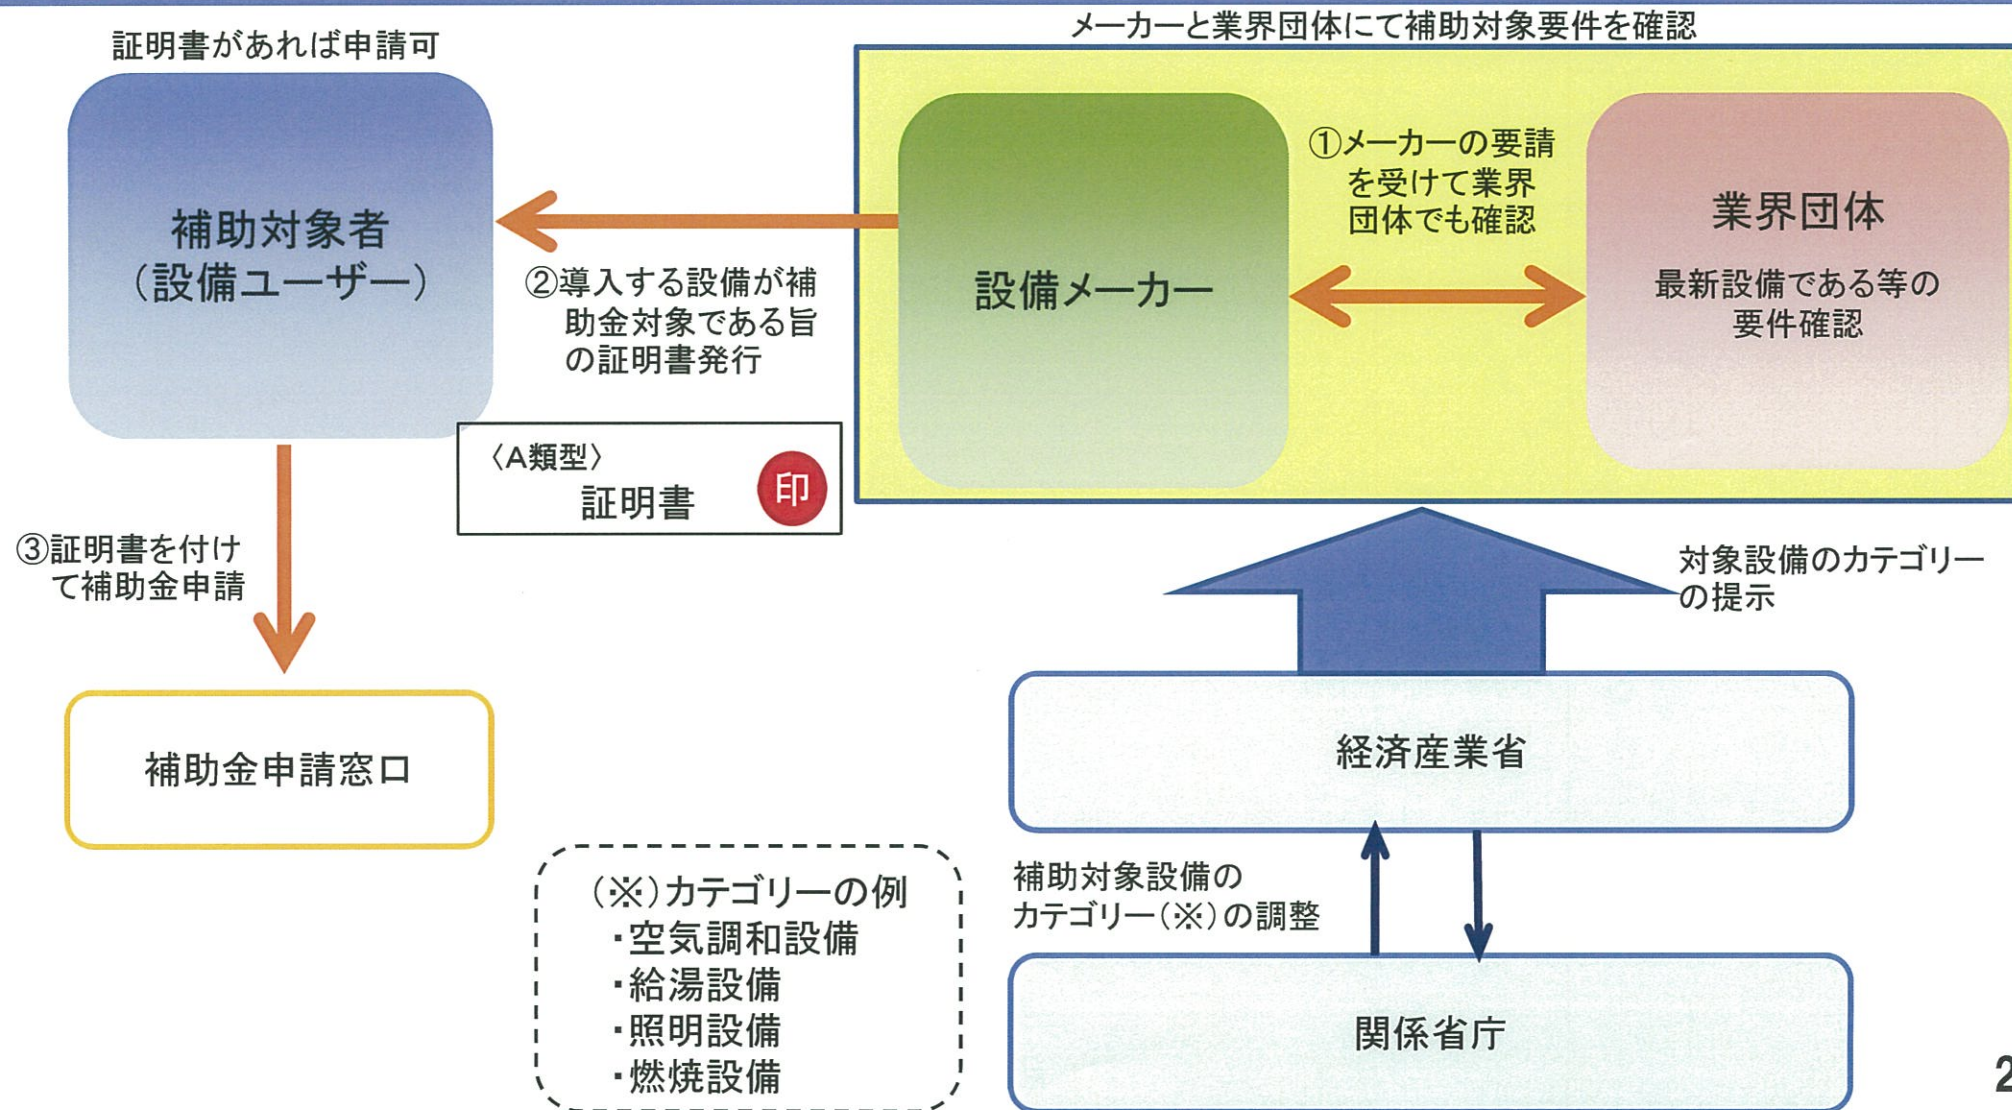 メーカーと業界団体にて補助対象要件を確認
証明書があれば申請可
補助対象者
（設備ユーザー）
②導入する設備が補
助金対象である旨
の証明書発行
設備メーカー
①メーカーの要請
を受けて業界
団体でも確認
業界団体
最新設備である等の
要件確認
〈A類型〉
証明書
印
③証明書を付け
て補助金申請
対象設備のカテゴリー
の提示
補助金申請窓口
経済産業省
補助対象設備の
カテゴリー（※）の調整
関係省庁
（※）カテゴリーの例
・空気調和設備
・給湯設備
・照明設備
・燃焼設備
2